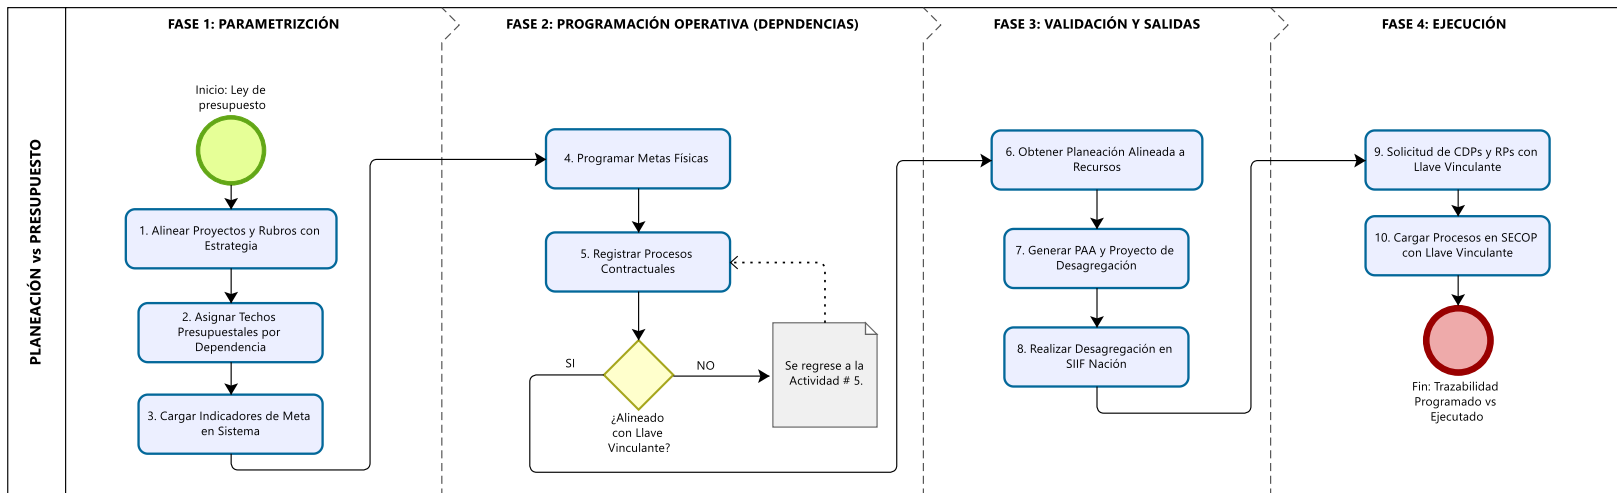 PLANEACIÓN vs PRESUPUESTO
FASE 1: PARAMETRIZCIÓN
Inicio: Ley de
presupuesto
1. Alinear Proyectos y Rubros con
Estrategia
2. Asignar Techos
Presupuestales por
Dependencia
3. Cargar Indicadores de Meta
en Sistema
FASE 2: PROGRAMACIÓN OPERATIVA (DEPNDENCIAS)
4. Programar Metas Físicas
5. Registrar Procesos
Contractuales
SI
NO
¿Alineado
con Llave
Vinculante?
Se regrese a la
Actividad # 5.
FASE 3: VALIDACIÓN Y SALIDAS
6. Obtener Planeación Alineada a
Recursos
7. Generar PAA y Proyecto de
Desagregación
8. Realizar Desagregación en
SIIF Nación
FASE 4: EJECUCIÓN
9. Solicitud de CDPs y RPs con
Llave Vinculante
10. Cargar Procesos en SECOP
con Llave Vinculante
Fin: Trazabilidad
Programado vs
Ejecutado